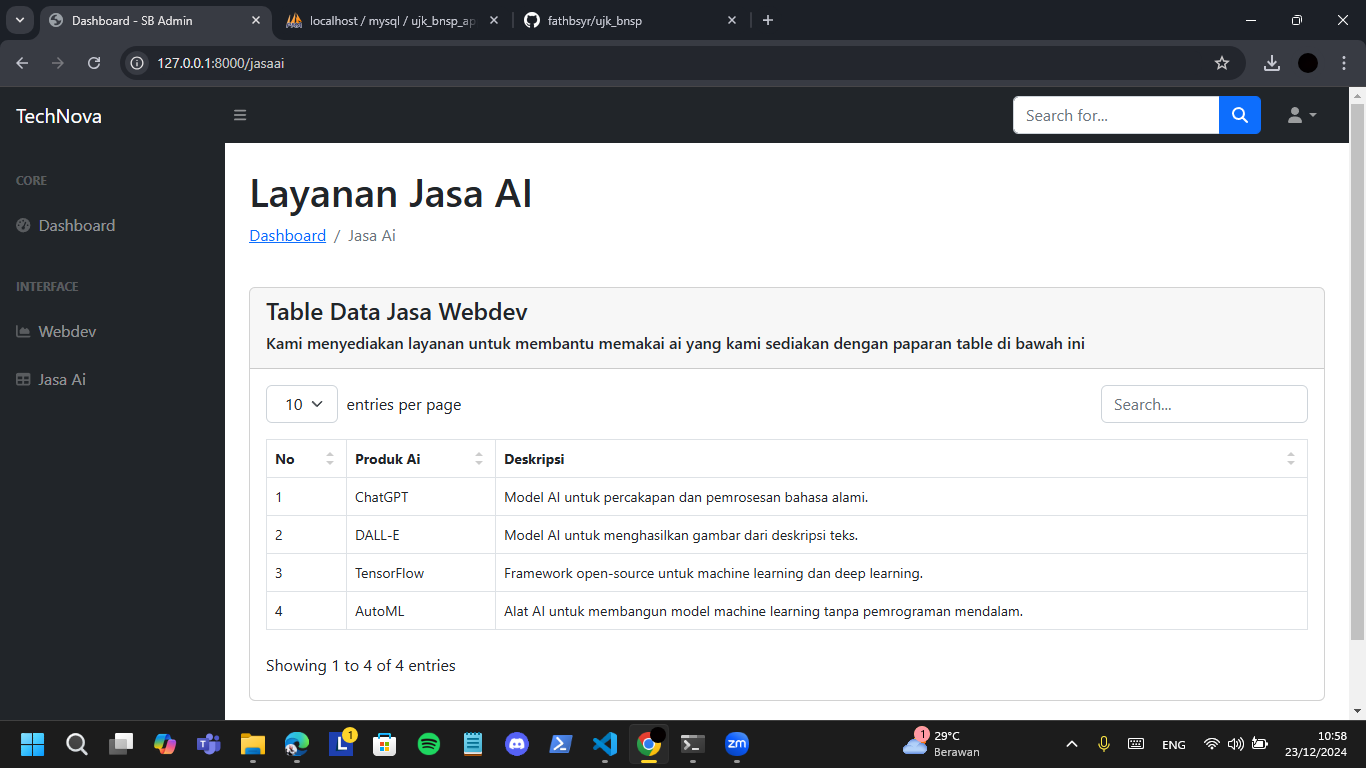 Dashboard - SB Admin
localhost / mysql / ujk_bnsp_ap
fathbsyr/ujk_bnsp
127.0.0.1:8000/jasaai
TechNova
Search for...
CORE
Dashboard
INTERFACE
Webdev
Jasa Ai
Layanan Jasa AI
Dashboard / Jasa Ai
Table Data Jasa Webdev
Kami menyediakan layanan untuk membantu memakai ai yang kami sediakan dengan paparan table di bawah ini
10 entries per page
Search...
No Produk Ai Deskripsi
1 ChatGPT Model AI untuk percakapan dan pemrosesan bahasa alami.
2 DALL-E Model AI untuk menghasilkan gambar dari deskripsi teks.
3 TensorFlow Framework open-source untuk machine learning dan deep learning.
4 AutoML Alat AI untuk membangun model machine learning tanpa pemrograman mendalam.
Showing 1 to 4 of 4 entries
L
1
zm
1
29°C
Berawan
ENG
10:58
23/12/2024